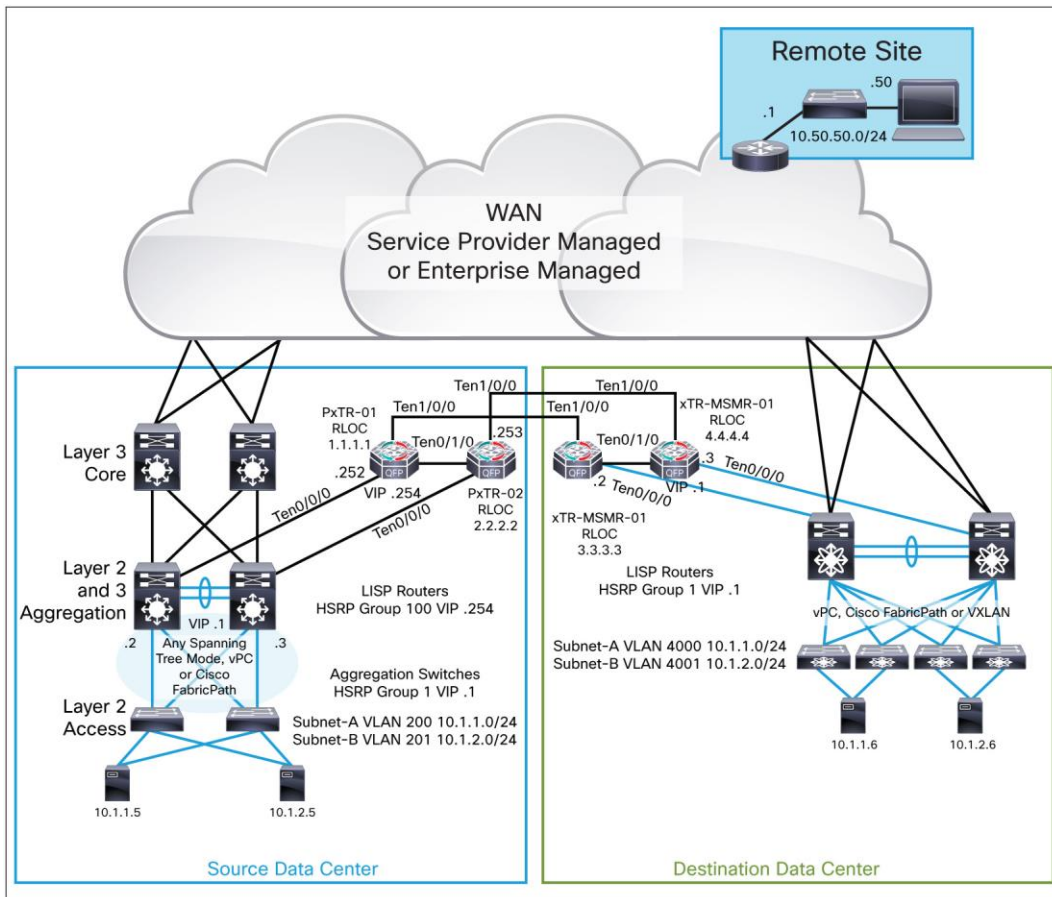 Remote Site
.50
.1
10.50.50.0/24
WAN
Service Provider Managed
or Enterprise Managed
Ten1/0/0
Ten1/0/0
Ten1/0/0
PxTR-01
RLOC
1.1.1.1
.253
Ten0/1/0
.252
QFP
QFP
VIP .254
Ten0/0/0
PxTR-02
RLOC
2.2.2.2
Ten0/0/0
xTR-MSMR-01
RLOC
4.4.4.4
Ten0/1/0
.3
QFP
QFP
Ten0/0/0
.2
Ten0/0/0
VIP .1
xTR-MSMR-01
RLOC
3.3.3.3
Layer 3
Core
Layer 2
and 3
Aggregation
VIP .1
.2
.3
Any Spanning
Tree Mode, vPC
or Cisco
FabricPath
LISP Routers
HSRP Group 100 VIP .254
Aggregation Switches
HSRP Group 1 VIP .1
Layer 2
Access
Subnet-A VLAN 200 10.1.1.0/24
Subnet-B VLAN 201 10.1.2.0/24
10.1.1.5
10.1.2.5
Source Data Center
LISP Routers
HSRP Group 1 VIP .1
vPC, Cisco FabricPath or VXLAN
Subnet-A VLAN 4000 10.1.1.0/24
Subnet-B VLAN 4001 10.1.2.0/24
10.1.1.6
10.1.2.6
Destination Data Center